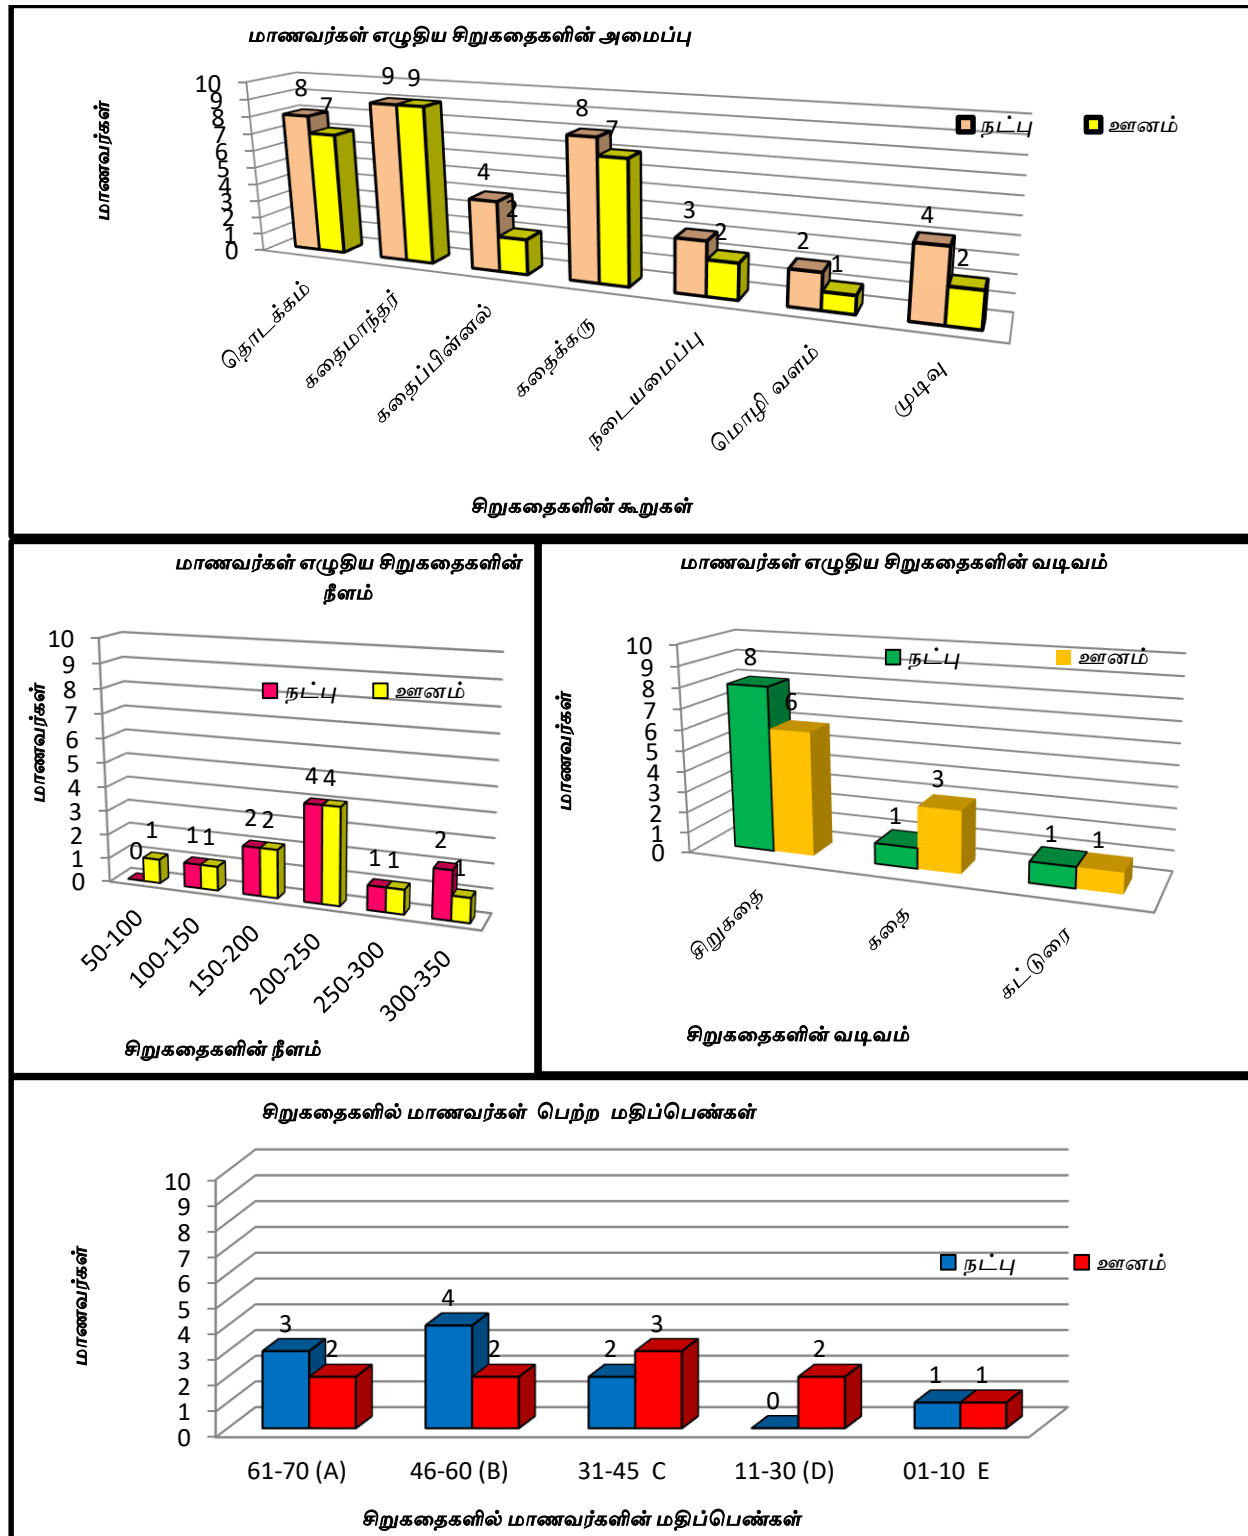 மாணவர்கள் எழுதிய சிறுகதைகளின் அமைப்பு
மாணவர்கள்
10
9
8
7
6
5
4
3
2
1
0
8 7 9 9 4 2 8 7 3 2 2 1 4 2
நட்பு ஊனம்
தொடக்கம்
கதைமாந்தர்
கதைப்பின்னல்
கதைக்கரு
நடையமைப்பு
மொழி வளம்
முடிவு
சிறுகதைகளின் கூறுகள்
மாணவர்கள் எழுதிய சிறுகதைகளின்
நீளம்
மாணவர்கள்
10
9
8
7
6
5
4
3
2
1
0
நட்பு ஊனம்
0 1 1 1 2 2 4 4 1 1 2 1
50-100
100-150
150-200
200-250
250-300
300-350
சிறுகதைகளின் நீளம்
மாணவர்கள் எழுதிய சிறுகதைகளின் வடிவம்
மாணவர்கள்
10
9
8
7
6
5
4
3
2
1
0
நட்பு ஊனம்
8 6 1 3 1 1
சிறுகதை
கதை
கட்டுரை
சிறுகதைகளின் வடிவம்
சிறுகதைகளில் மாணவர்கள் பெற்ற மதிப்பெண்கள்
மாணவர்கள்
10
9
8
7
6
5
4
3
2
1
0
நட்பு ஊனம்
3 2 4 2 2 3 0 2 1 1
61-70 (A) 46-60 (B) 31-45 C 11-30 (D) 01-10 E
சிறுகதைகளில் மாணவர்களின் மதிப்பெண்கள்